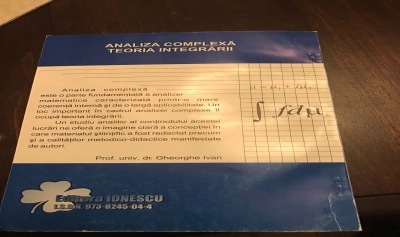 ANALIZA COMPLEXĂ
TEORIA INTEGRĂRII
Analiza complexă
este o parte fundamentală a analizei
matematice caracterizată printr-o mare
coerență internă și de o largă aplicabilitate. Un
loc important în cadrul analizei complexe îl
ocupă teoria integrării.
Un studiu analitic al conținutului acestei
lucrări ne oferă o imagine clară a concepției în
care materialul științific a fost redactat precum
și a calităților metodico-didactice manifestate
de autori.
Prof. univ. dr. Gheorghe Ivan
∫ fdμ
Editura IONESCU
I.S.B.N. 973-8245-04-4